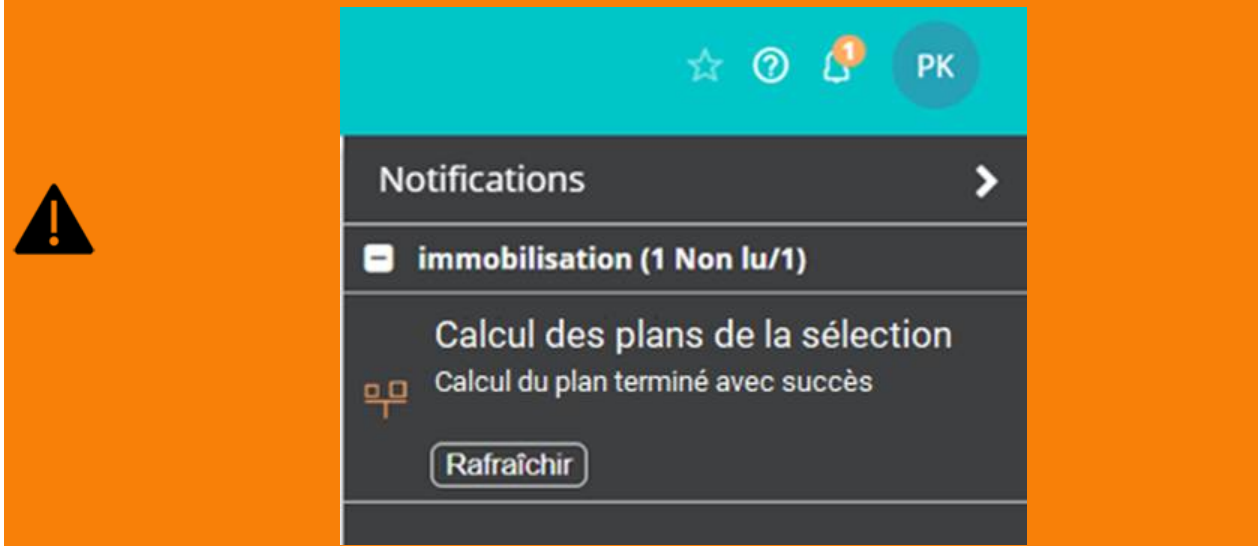 1
PK
Notifications
immobilisation (1 Non lu/1)
Calcul des plans de la sélection
Calcul du plan terminé avec succès
Rafraîchir